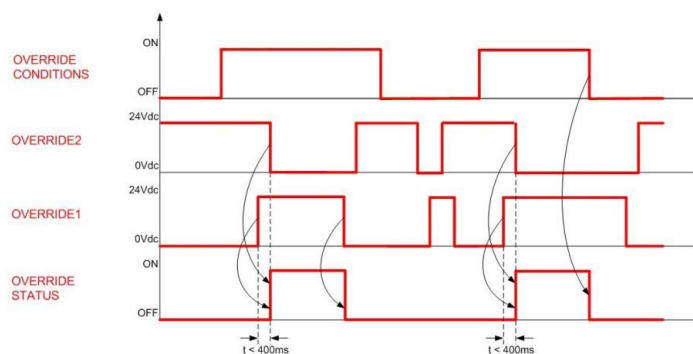 ON
OVERRIDE
CONDITIONS
OFF
24Vdc
OVERRIDE2
0Vdc
24Vdc
OVERRIDE1
0Vdc
ON
OVERRIDE
STATUS
OFF
t < 400ms
t < 400ms